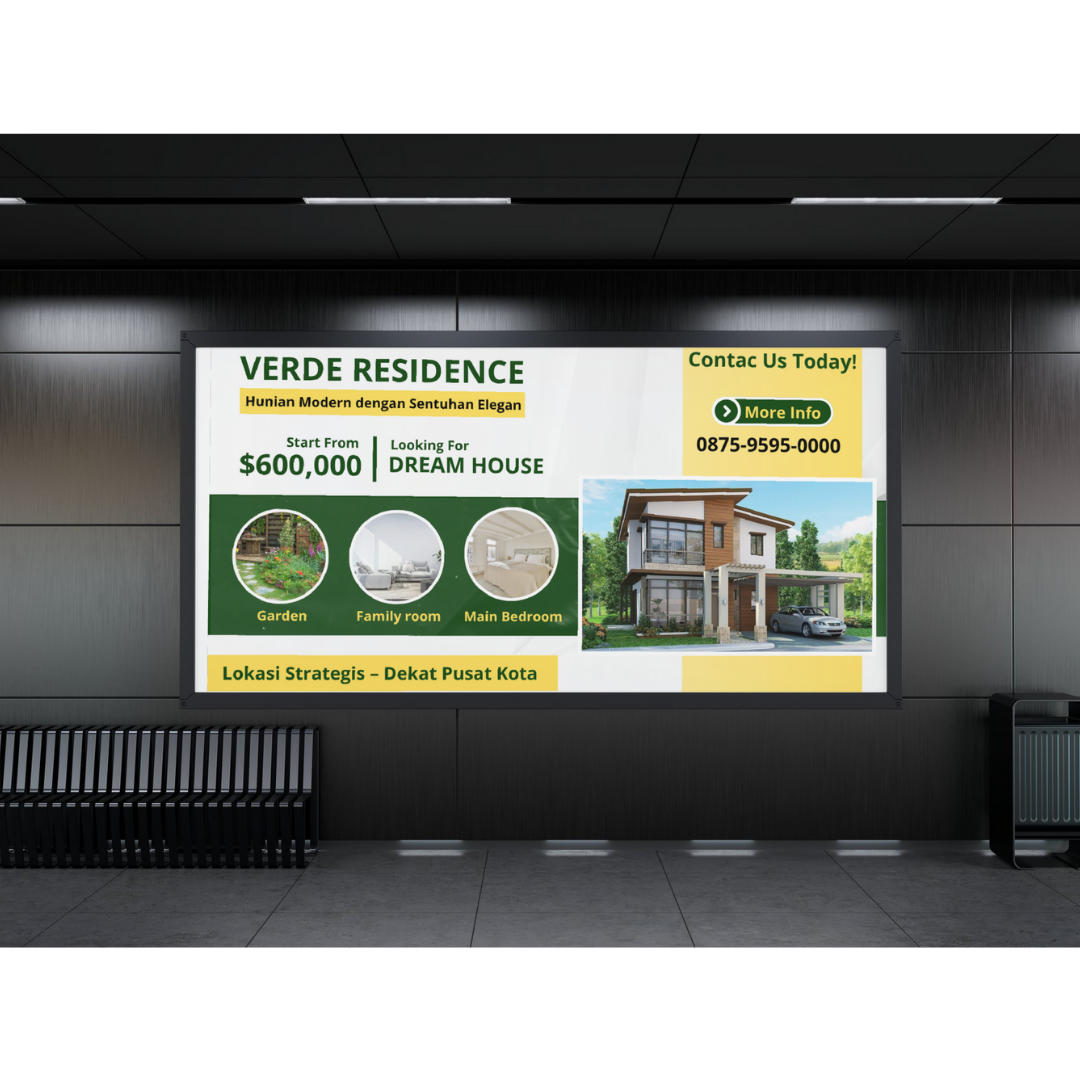 VERDE RESIDENCE
Hunian Modern dengan Sentuhan Elegan
Start From
$600,000
Looking For
DREAM HOUSE
Garden
Family room
Main Bedroom
Lokasi Strategis – Dekat Pusat Kota
Contac Us Today!
More Info
0875-9595-0000